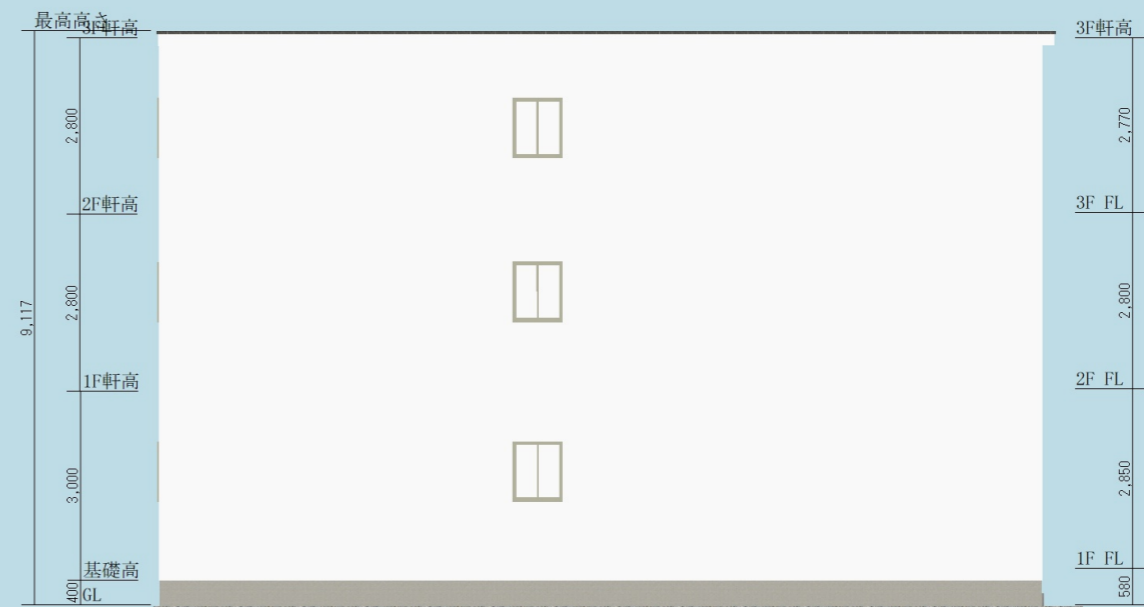 最高高さ
3F軒高
2,800
2F軒高
2,800
9,117
1F軒高
3,000
基礎高
400
GL
3F軒高
2,770
3F FL
2,800
2F FL
2,850
1F FL
580